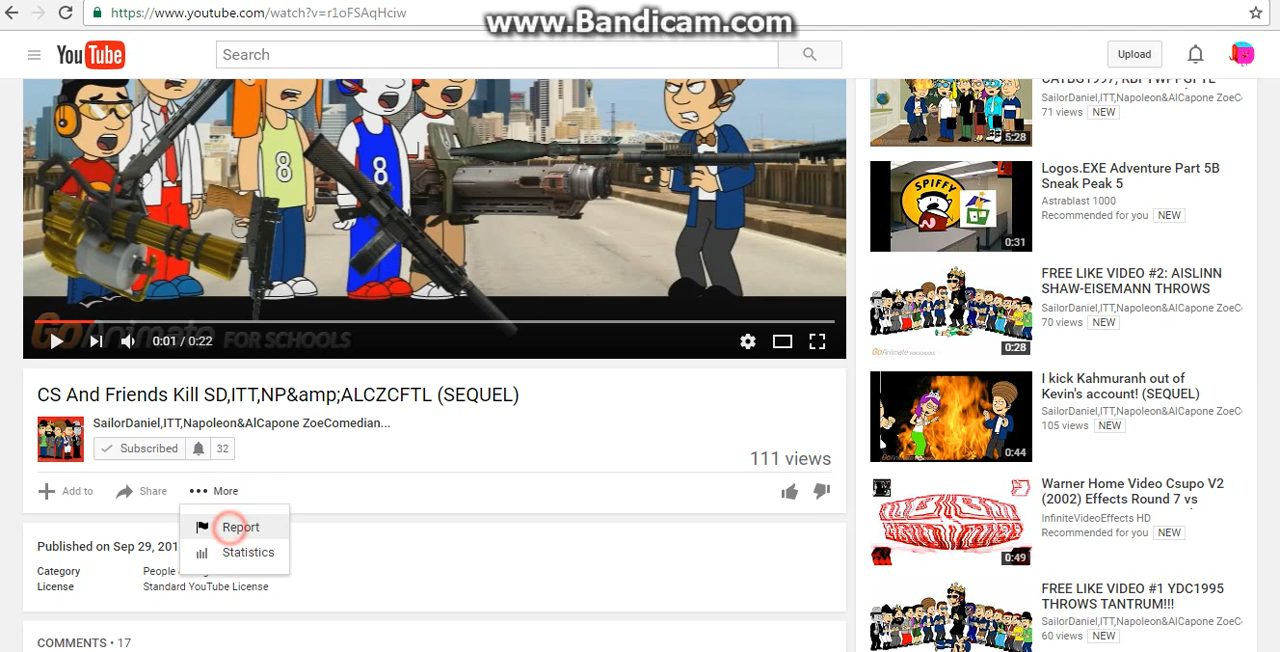 https://www.youtube.com/watch?v=r1oFSAqHciw
www.Bandicam.com
YouTube
Search
Upload
8
8
GoAnimate FOR SCHOOLS
0:01 / 0:22
CS And Friends Kill SD,ITT,NP&amp;ALCZCFTL (SEQUEL)
SailorDaniel,ITT,Napoleon&AlCapone ZoeComedian...
Subscribed
32
111 views
Add to
Share
More
Report
Statistics
Published on Sep 29, 201
Category
People
License
Standard YouTube License
COMMENTS • 17
SailorDaniel,ITT,Napoleon&AlCapone ZoeCo
71 views NEW
5:28
SPIFFY
Logos.EXE Adventure Part 5B
Sneak Peak 5
Astrablast 1000
Recommended for you NEW
0:31
FREE LIKE VIDEO #2: AISLINN
SHAW-EISEMANN THROWS
SailorDaniel,ITT,Napoleon&AlCapone ZoeCo
70 views NEW
0:28
GoAnimate FOR SCHOOLS
I kick Kahmuranh out of
Kevin's account! (SEQUEL)
SailorDaniel,ITT,Napoleon&AlCapone ZoeCo
105 views NEW
0:44
Warner Home Video Csupo V2
(2002) Effects Round 7 vs
InfiniteVideoEffects HD
Recommended for you NEW
0:49
FREE LIKE VIDEO #1 YDC1995
THROWS TANTRUM!!!
SailorDaniel,ITT,Napoleon&AlCapone ZoeCo
60 views NEW